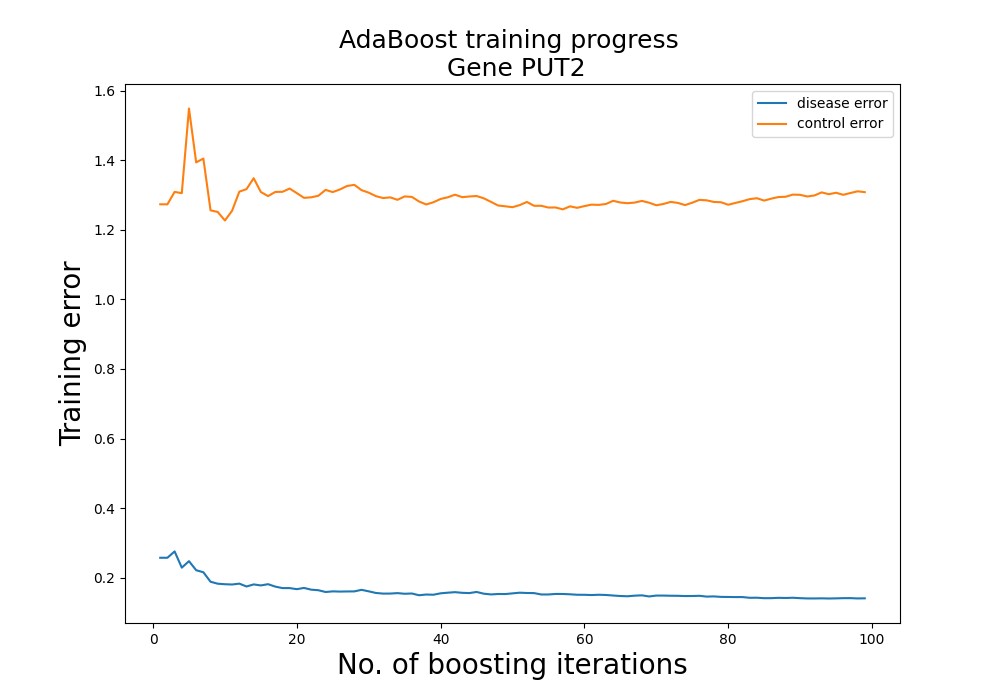 AdaBoost training progress
Gene PUT2
disease error
control error
1.6
1.4
1.2
1.0
0.8
0.6
0.4
0.2
Training error
0 20 40 60 80 100
No. of boosting iterations